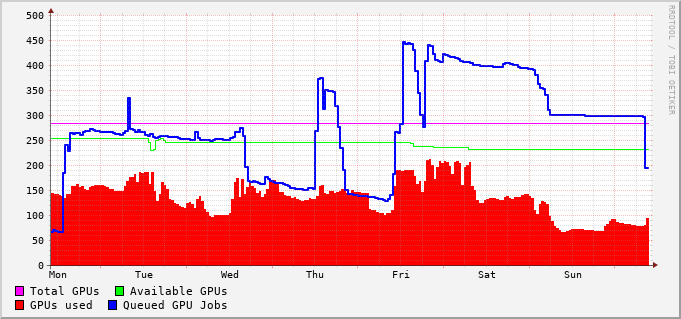 500
450
400
350
300
250
200
150
100
50
0
Mon Tue Wed Thu Fri Sat Sun
Total GPUs Available GPUs
GPUs used Queued GPU Jobs
RRDTOOL / TOBI OETIKER